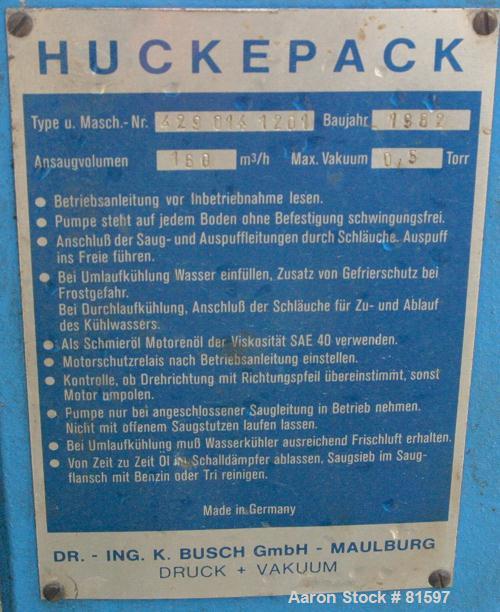 HUCKEPACK
Type u. Masch.-Nr. 429 014 1201 Baujahr 1982
Ansaugvolumen 160 m³/h Max. Vakuum 0,5 Torr
● Betriebsanleitung vor Inbetriebnahme lesen.
● Pumpe steht auf jedem Boden ohne Befestigung schwingungsfrei.
● Anschluß der Saug- und Auspuffleitungen durch Schläuche. Auspuff
ins Freie führen.
● Bei Umlaufkühlung Wasser einfüllen, Zusatz von Gefrierschutz bei
Frostgefahr.
Bei Durchlaufkühlung, Anschluß der Schläuche für Zu- und Ablauf
des Kühlwassers.
● Als Schmieröl Motorenöl der Viskosität SAE 40 verwenden.
● Motorschutzrelais nach Betriebsanleitung einstellen.
● Kontrolle, ob Drehrichtung mit Richtungspfeil übereinstimmt, sonst
Motor umpolen.
● Pumpe nur bei angeschlossener Saugleitung in Betrieb nehmen.
Nicht mit offenem Saugstutzen laufen lassen.
● Bei Umlaufkühlung muß Wasserkühler ausreichend Frischluft erhalten.
● Von Zeit zu Zeit Öl im Schalldämpfer ablassen, Saugsieb im Saug-
flansch mit Benzin oder Tri reinigen.
Made in Germany
DR. - ING. K. BUSCH GmbH - MAULBURG
DRUCK + VAKUUM
Aaron Stock # 81597